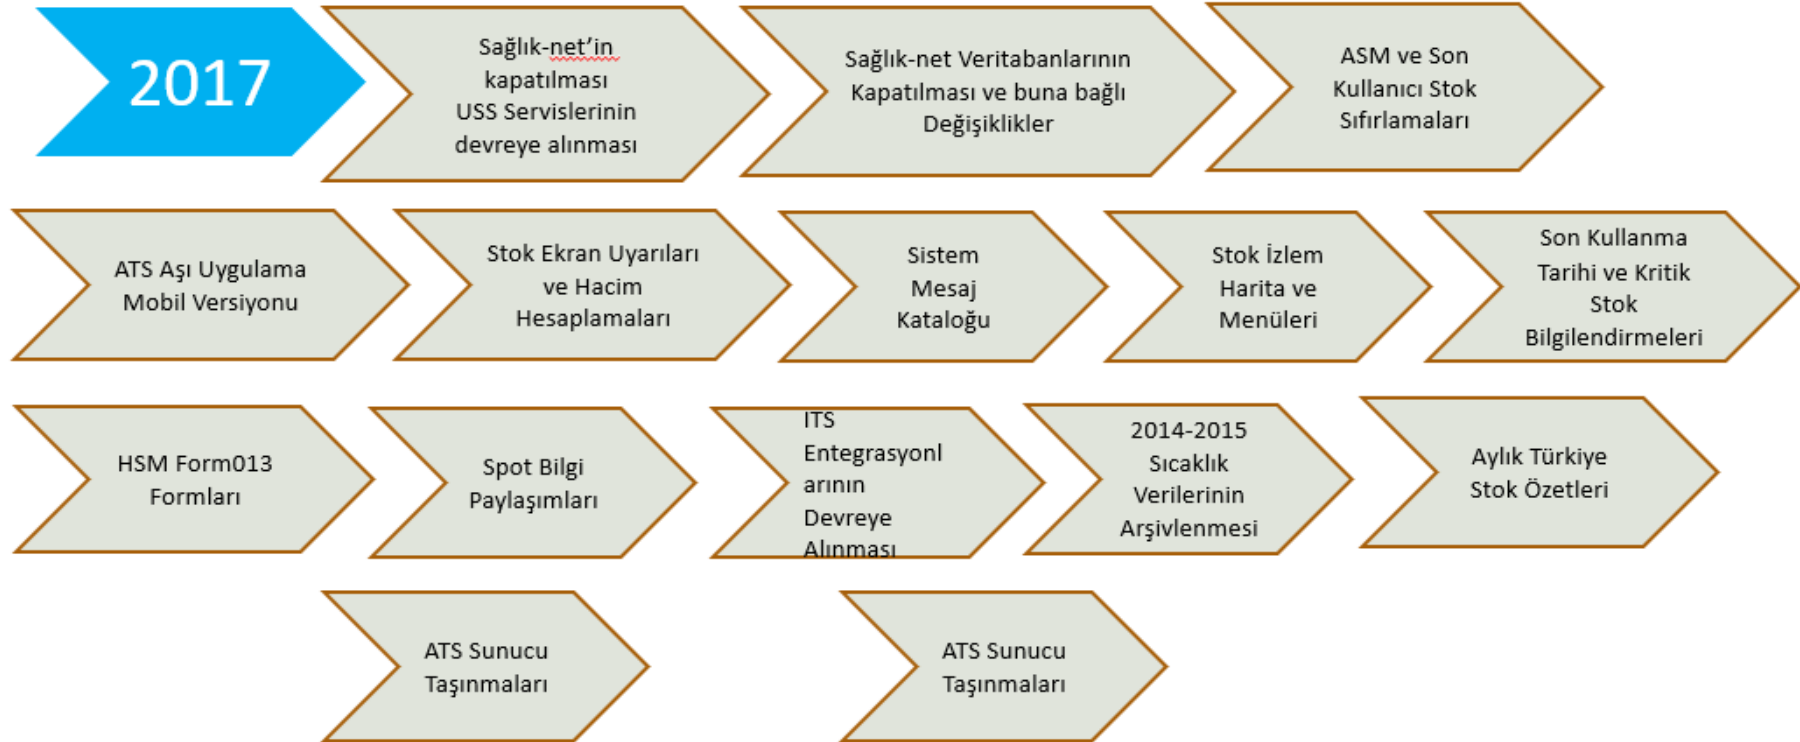 2017
Sağlık-net’in
kapatılması
USS Servislerinin
devreye alınması
Sağlık-net Veritabanlarının
Kapatılması ve buna bağlı
Değişiklikler
ASM ve Son
Kullanıcı Stok
Sıfırlamaları
ATS Aşı Uygulama
Mobil Versiyonu
Stok Ekran Uyarıları
ve Hacim
Hesaplamaları
Sistem
Mesaj
Kataloğu
Stok İzlem
Harita ve
Menüleri
Son Kullanma
Tarihi ve Kritik
Stok
Bilgilendirmeleri
HSM Form013
Formları
Spot Bilgi
Paylaşımları
ITS
Entegrasyonl
arının
Devreye
Alınması
2014-2015
Sıcaklık
Verilerinin
Arşivlenmesi
Aylık Türkiye
Stok Özetleri
ATS Sunucu
Taşınmaları
ATS Sunucu
Taşınmaları